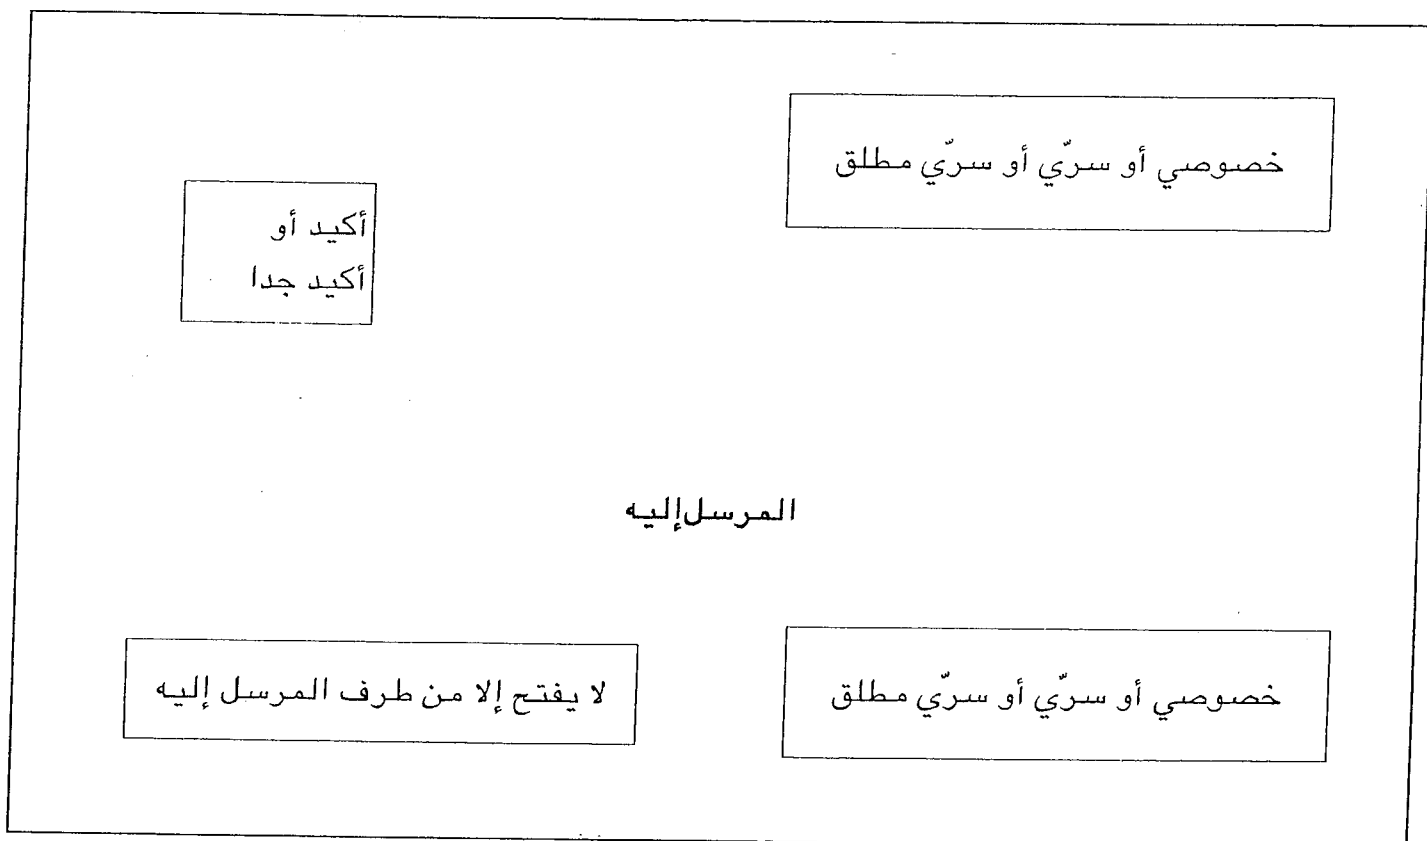 خصوصي أو سرّي أو سرّي مطلق
أكيد أو
أكيد جدا
المرسل إليه
خصوصي أو سرّي أو سرّي مطلق
لا يفتح إلا من طرف المرسل إليه